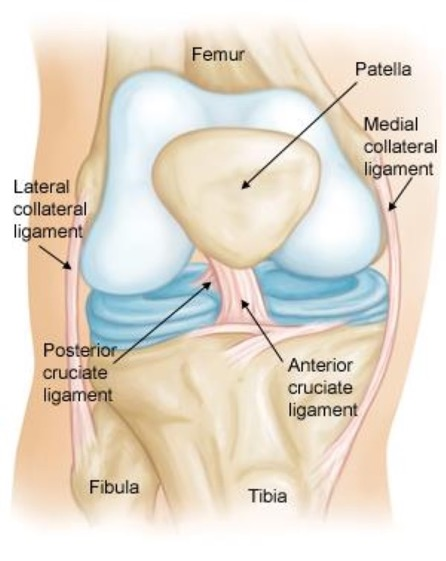 Femur
Patella
Medial
collateral
ligament
Lateral
collateral
ligament
Posterior
cruciate
ligament
Anterior
cruciate
ligament
Fibula
Tibia